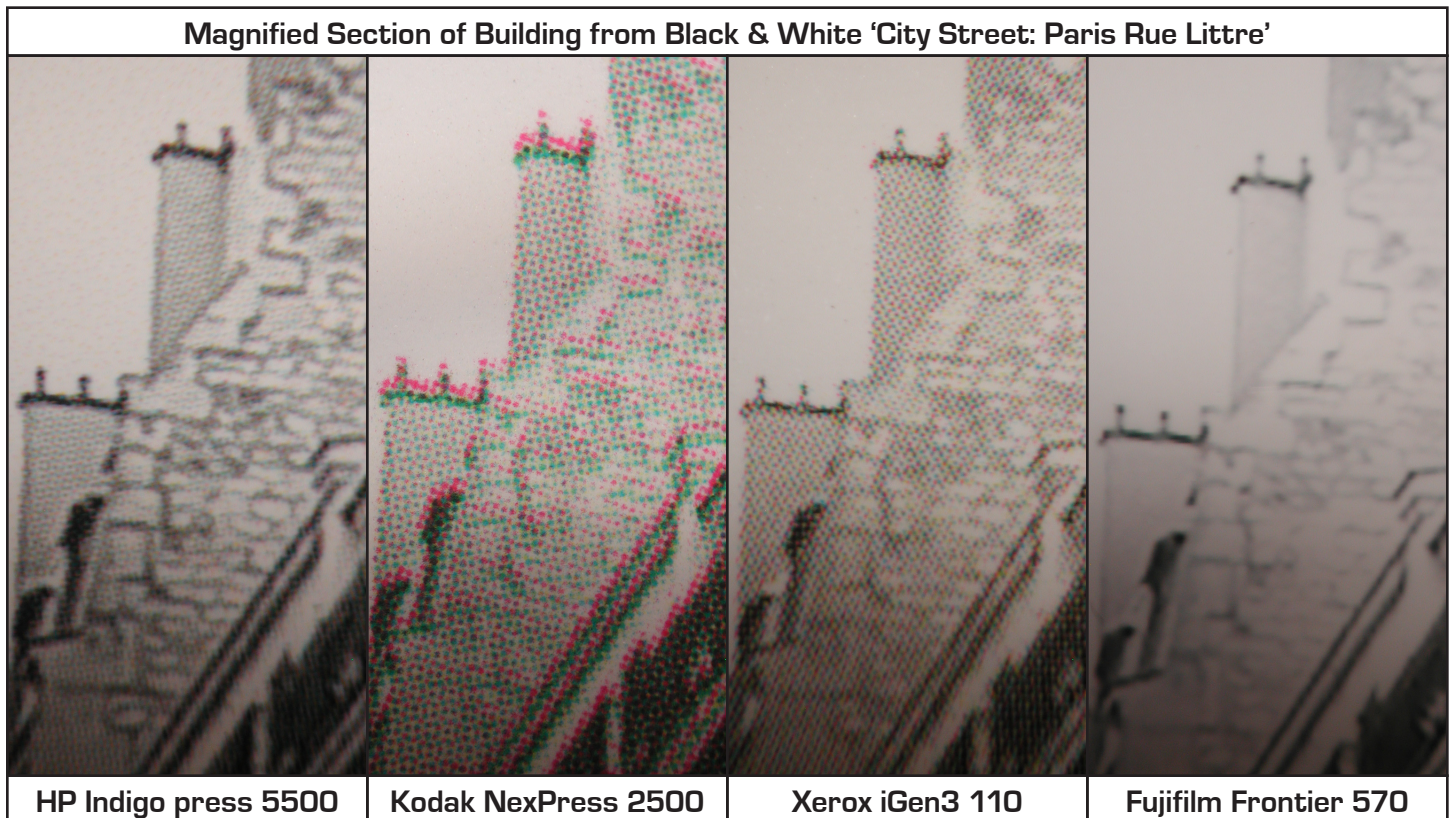 Magnified Section of Building from Black & White ‘City Street: Paris Rue Littre’
HP Indigo press 5500
Kodak NexPress 2500
Xerox iGen3 110
Fujifilm Frontier 570